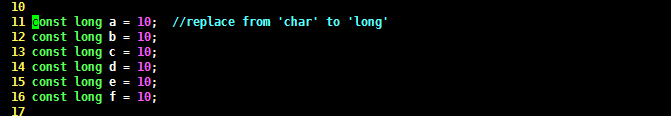 10
11 const long a = 10;  //replace from 'char' to 'long'
12 const long b = 10;
13 const long c = 10;
14 const long d = 10;
15 const long e = 10;
16 const long f = 10;
17